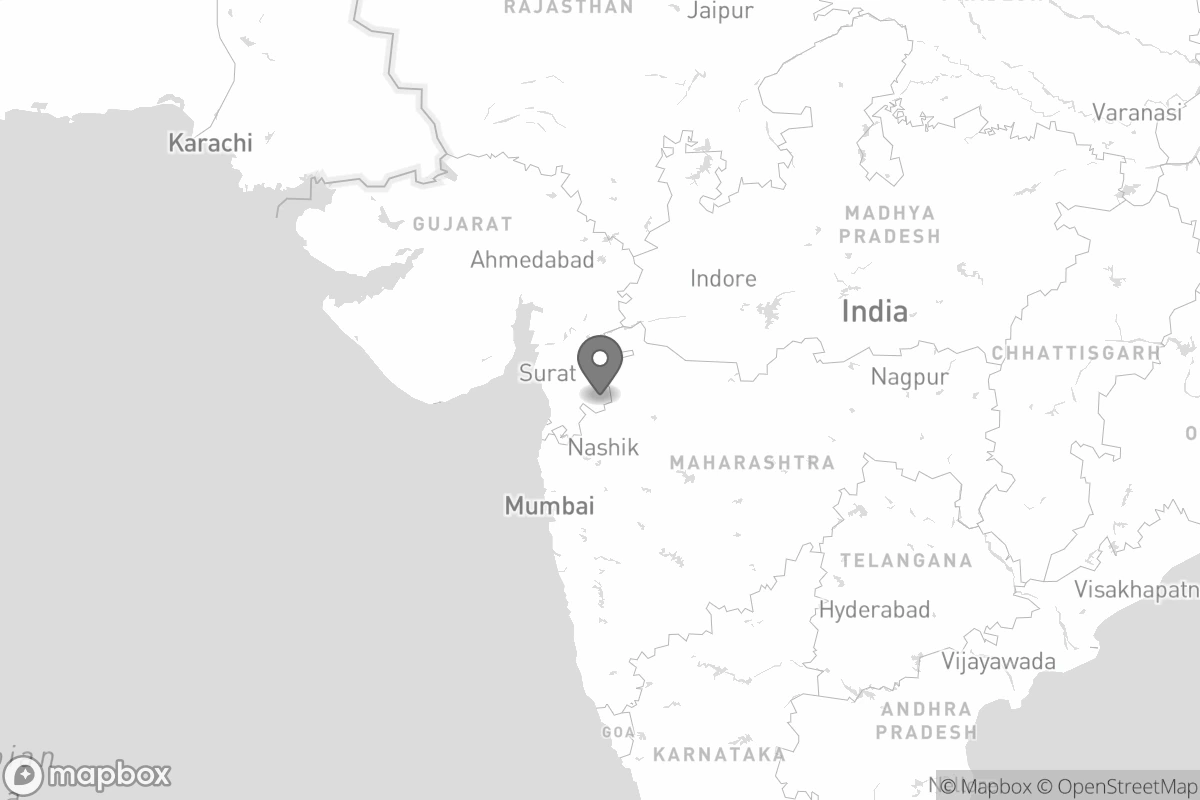 RAJASTHAN
Jaipur
Varanasi
Karachi
MADHYA
PRADESH
GUJARAT
Ahmedabad
Indore
India
CHHATTISGARH
Surat
Nagpur
Nashik
MAHARASHTRA
Mumbai
TELANGANA
Visakhapatn
Hyderabad
Vijayawada
ANDHRA
PRADESH
GOA
KARNATAKA
mapbox
© Mapbox © OpenStreetMap